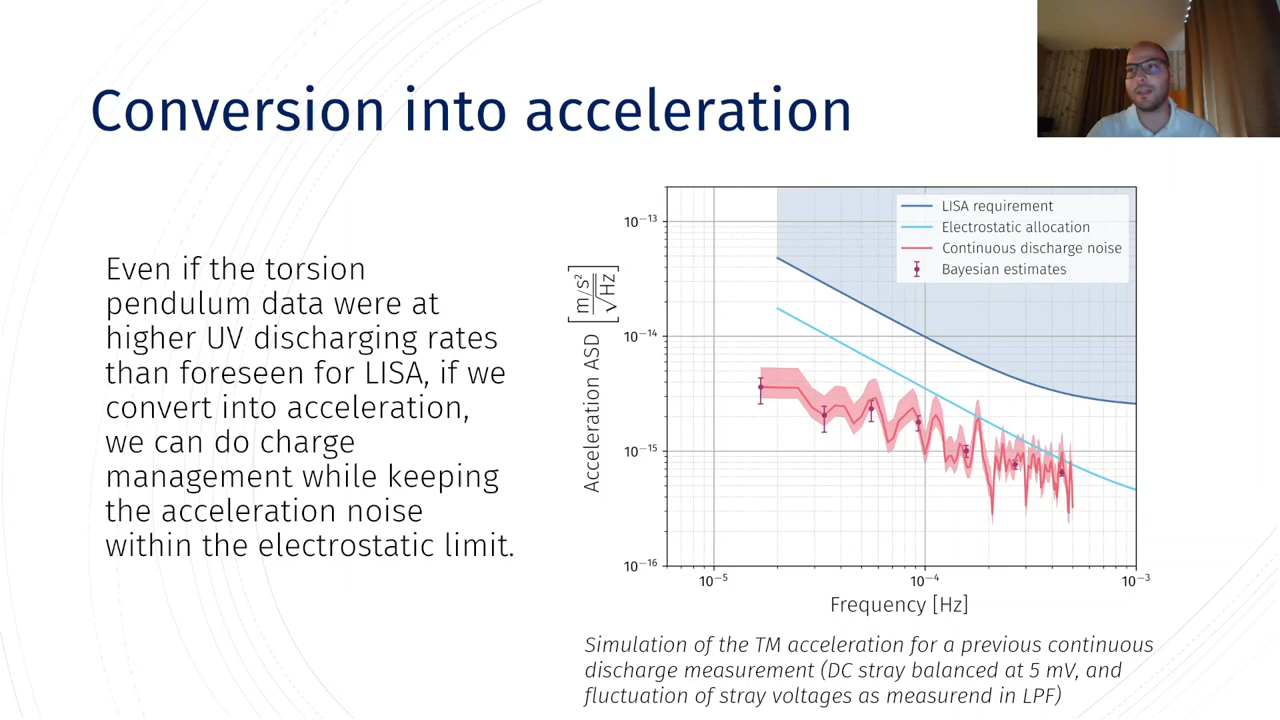 Conversion into acceleration
Even if the torsion
pendulum data were at
higher UV discharging rates
than foreseen for LISA, if we
convert into acceleration,
we can do charge
management while keeping
the acceleration noise
within the electrostatic limit.
LISA requirement
Electrostatic allocation
Continuous discharge noise
Bayesian estimates
10⁻¹³
10⁻¹⁴
10⁻¹⁵
10⁻¹⁶
Acceleration ASD [m/s²/√Hz]
10⁻⁵
10⁻⁴
10⁻³
Frequency [Hz]
Simulation of the TM acceleration for a previous continuous
discharge measurement (DC stray balanced at 5 mV, and
fluctuation of stray voltages as measurend in LPF)